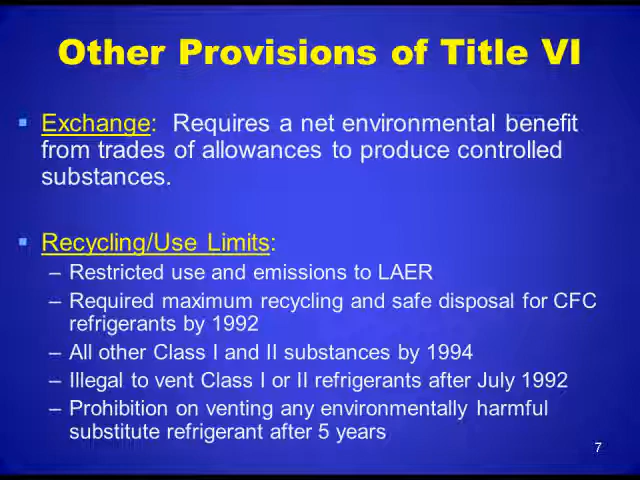 Other Provisions of Title VI
▪ Exchange: Requires a net environmental benefit
from trades of allowances to produce controlled
substances.
▪ Recycling/Use Limits:
– Restricted use and emissions to LAER
– Required maximum recycling and safe disposal for CFC
refrigerants by 1992
– All other Class I and II substances by 1994
– Illegal to vent Class I or II refrigerants after July 1992
– Prohibition on venting any environmentally harmful
substitute refrigerant after 5 years
7